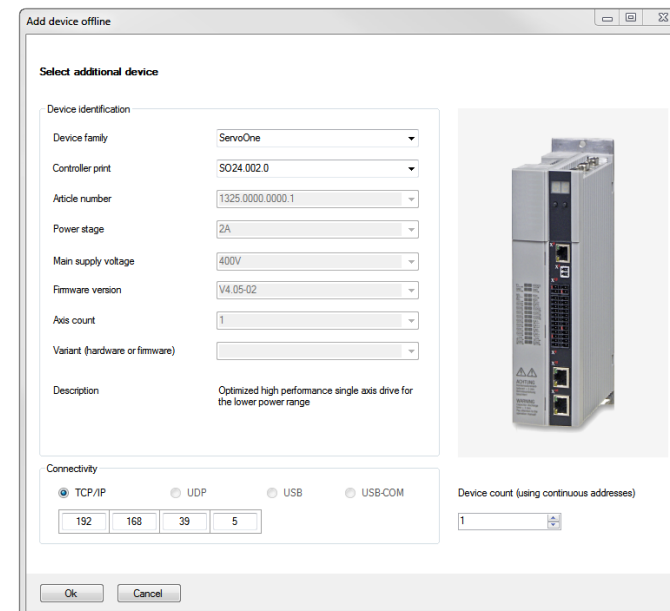 Add device offline
Select additional device
Device identification
Device family
ServoOne
Controller print
SO24.002.0
Article number
1325.0000.0000.1
Power stage
2A
Main supply voltage
400V
Firmware version
V4.05-02
Axis count
1
Variant (hardware or firmware)
Description
Optimized high performance single axis drive for
the lower power range
Connectivity
TCP/IP
UDP
USB
USB-COM
192
168
39
5
Device count (using continuous addresses)
1
Ok
Cancel